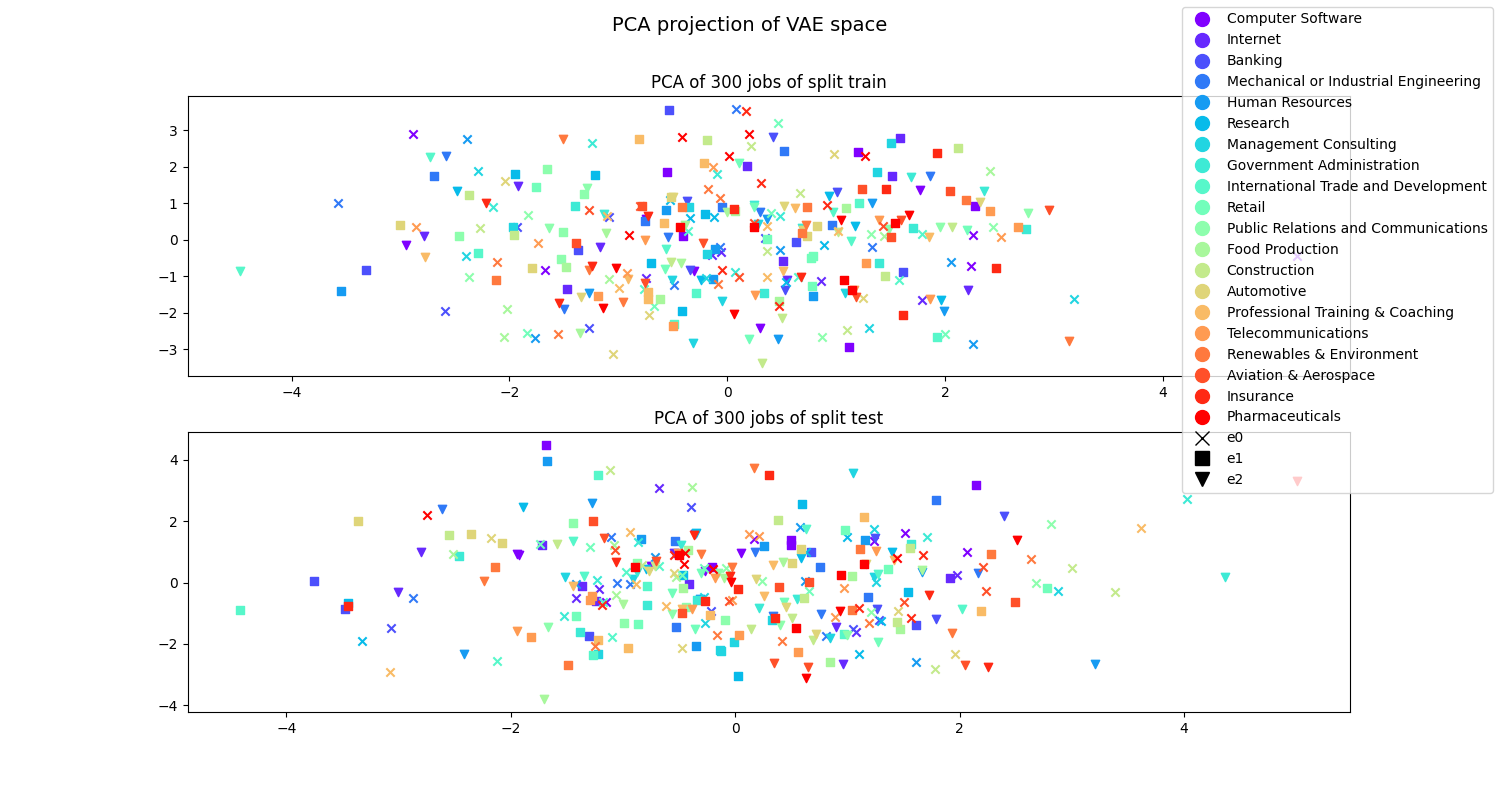 PCA projection of VAE space
PCA of 300 jobs of split train
3
2
1
0
−1
−2
−3
−4
−2
0
2
4
PCA of 300 jobs of split test
4
2
0
−2
−4
−4
−2
0
2
4
Computer Software
Internet
Banking
Mechanical or Industrial Engineering
Human Resources
Research
Management Consulting
Government Administration
International Trade and Development
Retail
Public Relations and Communications
Food Production
Construction
Automotive
Professional Training & Coaching
Telecommunications
Renewables & Environment
Aviation & Aerospace
Insurance
Pharmaceuticals
e0
e1
e2